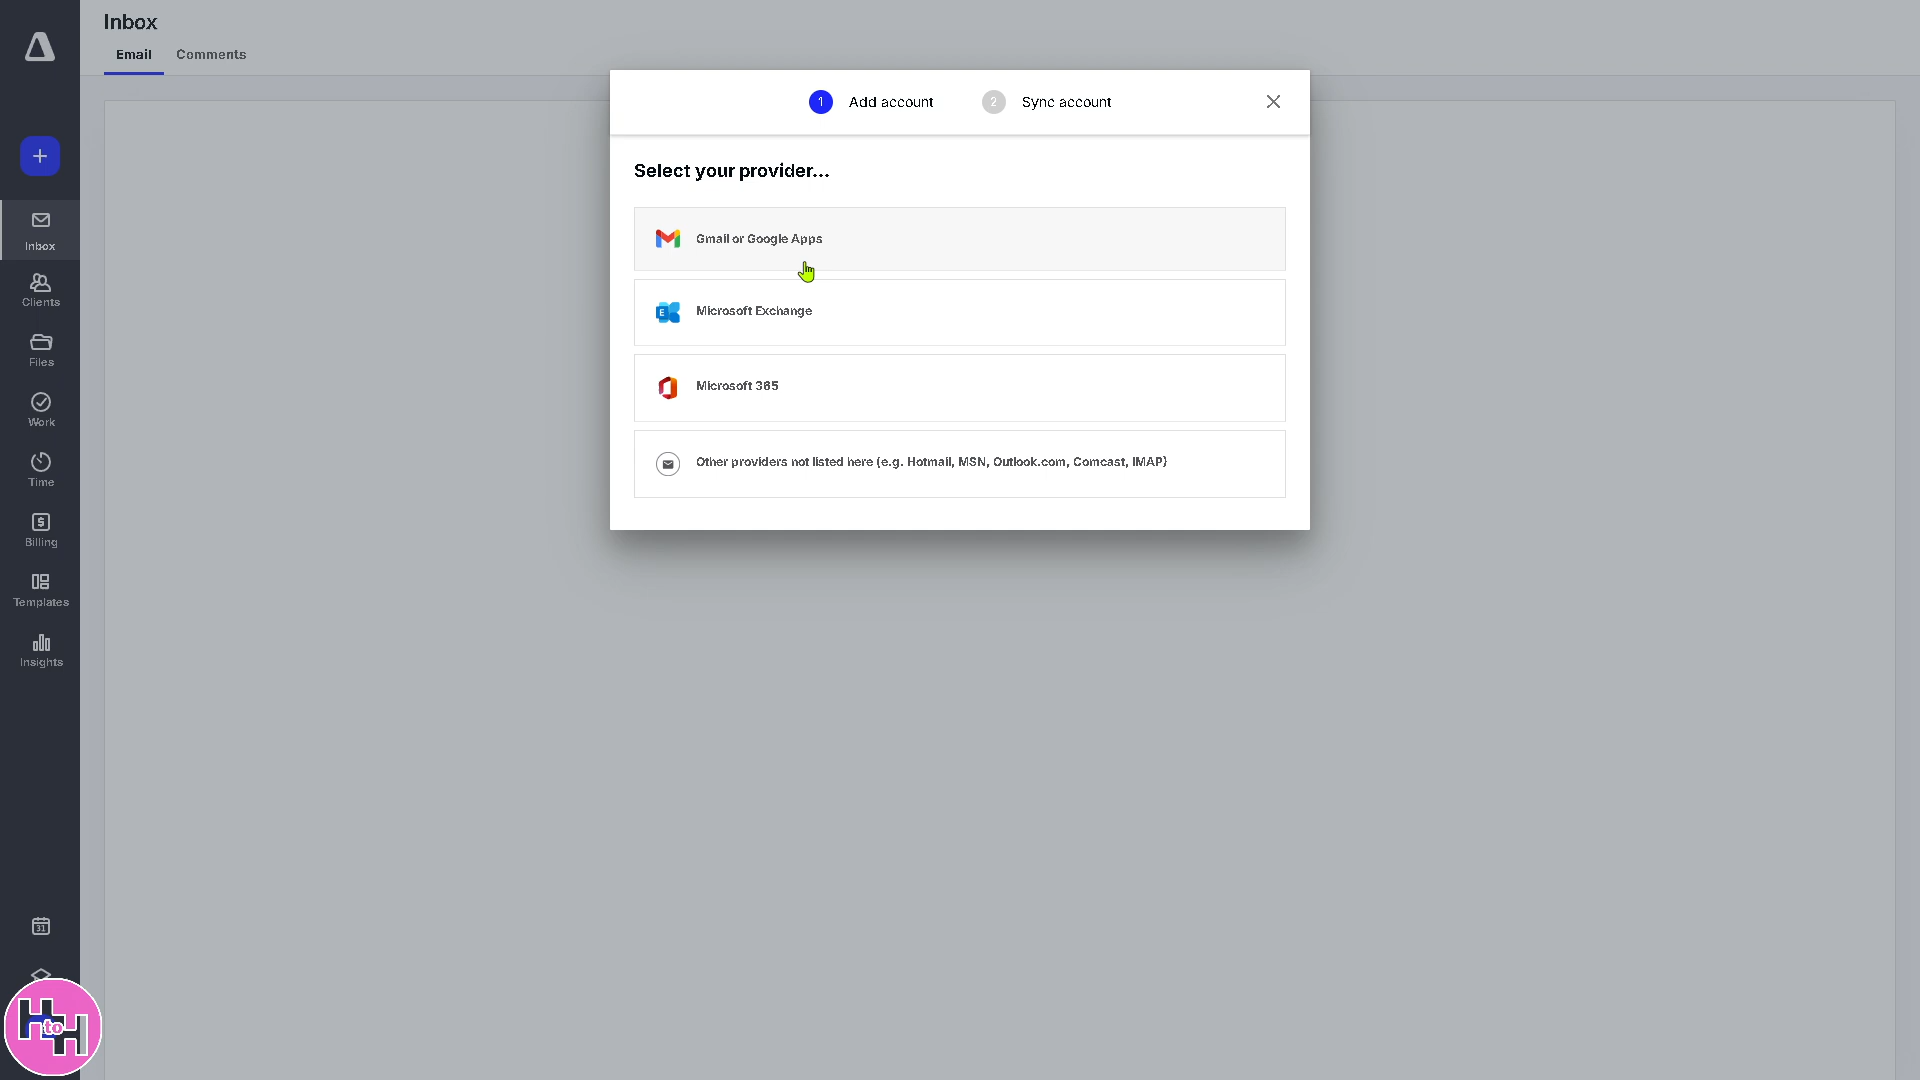 Inbox
Email Comments
1 Add account 2 Sync account
Select your provider...
Gmail or Google Apps
Microsoft Exchange
E
Microsoft 365
Other providers not listed here (e.g. Hotmail, MSN, Outlook.com, Comcast, IMAP)
Inbox
Clients
Files
Work
Time
Billing
Templates
Insights
31
H to H